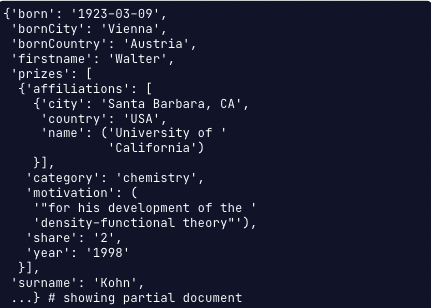 {'born': '1923-03-09',
 'bornCity': 'Vienna',
 'bornCountry': 'Austria',
 'firstname': 'Walter',
 'prizes': [
  {'affiliations': [
    {'city': 'Santa Barbara, CA',
     'country': 'USA',
     'name': ('University of '
              'California')
    }],
   'category': 'chemistry',
   'motivation': (
    '"for his development of the '
    'density-functional theory"'),
   'share': '2',
   'year': '1998'
  }],
 'surname': 'Kohn',
 ...} # showing partial document